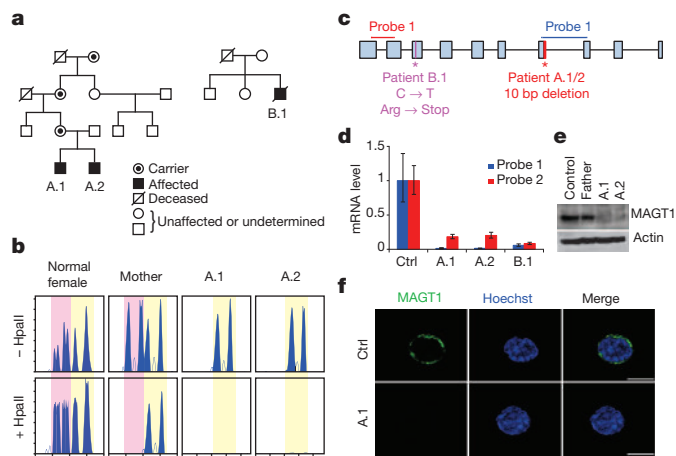 a
B.1
A.1 A.2
Carrier
Affected
Deceased
Unaffected or undetermined
b
Normal female
Mother
A.1
A.2
– HpaII
+ HpaII
c
Probe 1
Probe 1
*
*
Patient B.1
C → T
Arg → Stop
Patient A.1/2
10 bp deletion
d
mRNA level
1.5
1
0.5
0
Probe 1
Probe 2
Ctrl A.1 A.2 B.1
e
Control
Father
A.1
A.2
MAGT1
Actin
f
MAGT1 Hoechst Merge
Ctrl
A.1